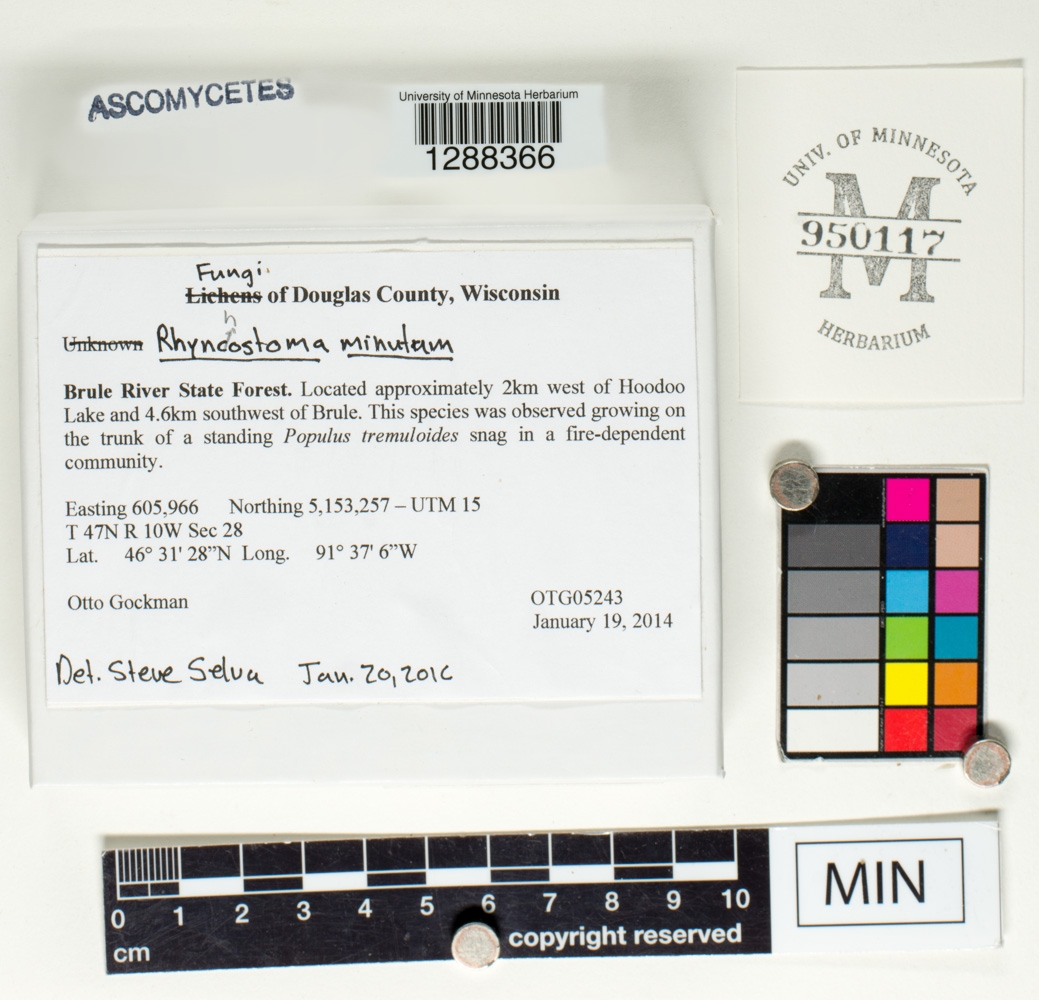 ASCOMYCETES
University of Minnesota Herbarium
1288366
UNIV. OF MINNESOTA
M
950117
HERBARIUM
Fungi
Lichens of Douglas County, Wisconsin
h
Unknown Rhyncostoma minutam
Brule River State Forest. Located approximately 2km west of Hoodoo
Lake and 4.6km southwest of Brule. This species was observed growing on
the trunk of a standing Populus tremuloides snag in a fire-dependent
community.
Easting 605,966 Northing 5,153,257 – UTM 15
T 47N R 10W Sec 28
Lat. 46° 31' 28”N Long. 91° 37' 6”W
Otto Gockman OTG05243
January 19, 2014
Det. Steve Selva Jan. 20, 2016
0 1 2 3 4 5 6 7 8 9 10
cm copyright reserved
MIN